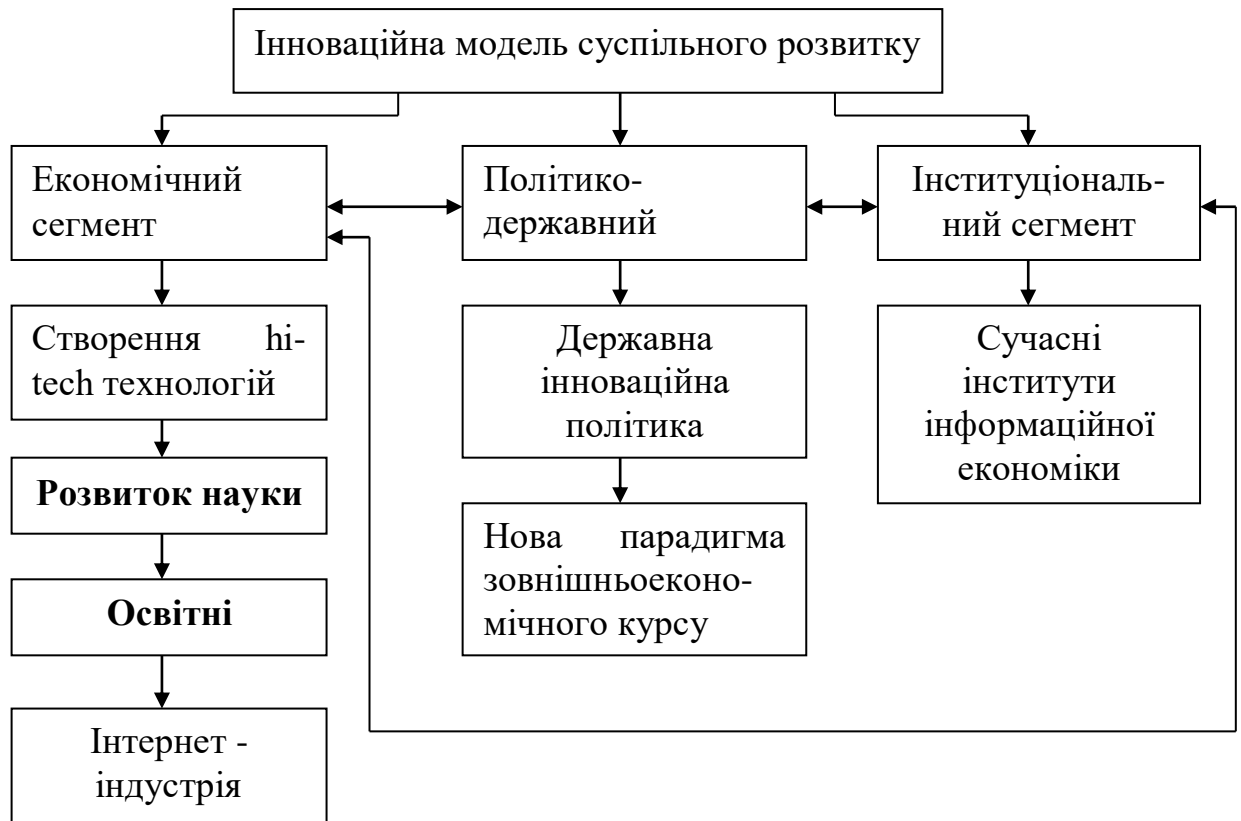 Інноваційна модель суспільного розвитку
Економічний
сегмент
Політико-
державний
Інституціональ-
ний сегмент
Створення hi-
tech технологій
Державна
інноваційна
політика
Сучасні
інститути
інформаційної
економіки
Розвиток науки
Нова парадигма
зовнішньоеконо-
мічного курсу
Освітні
Інтернет -
індустрія